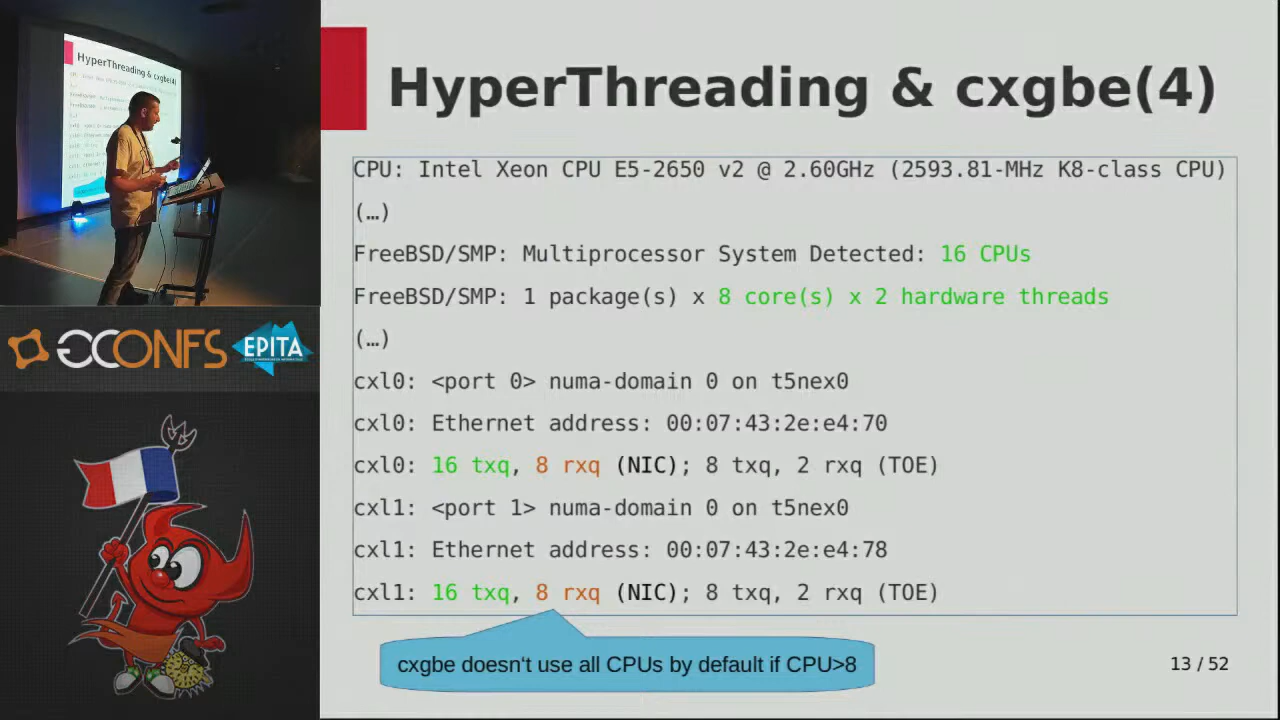 HyperThreading & cxgbe(4)
HyperThreading & cxgbe(4)
CPU: Intel Xeon CPU E5-2650 v2 @ 2.60GHz (2593.81-MHz K8-class CPU)
(…)
FreeBSD/SMP: Multiprocessor System Detected: 16 CPUs
FreeBSD/SMP: 1 package(s) x 8 core(s) x 2 hardware threads
(…)
cxl0: <port 0> numa-domain 0 on t5nex0
cxl0: Ethernet address: 00:07:43:2e:e4:70
cxl0: 16 txq, 8 rxq (NIC); 8 txq, 2 rxq (TOE)
cxl1: <port 1> numa-domain 0 on t5nex0
cxl1: Ethernet address: 00:07:43:2e:e4:78
cxl1: 16 txq, 8 rxq (NIC); 8 txq, 2 rxq (TOE)
cxgbe doesn't use all CPUs by default if CPU>8
13 / 52
GCONFS
EPITA